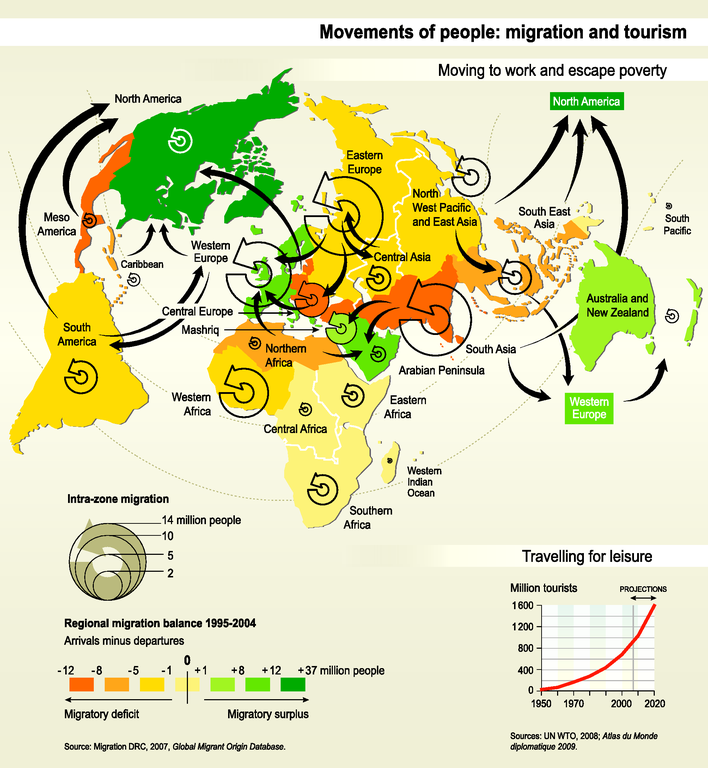 Movements of people: migration and tourism
Moving to work and escape poverty
North America
North America
Eastern
Europe
North
West Pacific
and East Asia
South East
Asia
South
Pacific
Meso
America
Caribbean
Western
Europe
Central Asia
Central Europe
Mashriq
Australia and
New Zealand
South
America
Northern
Africa
South Asia
Arabian Peninsula
Western
Africa
Eastern
Africa
Central Africa
Western
Europe
Western
Indian
Ocean
Southern
Africa
Intra-zone migration
14 million people
10
5
2
Regional migration balance 1995-2004
Arrivals minus departures
0
-12 -8 -5 -1 +1 +8 +12 +37 million people
Migratory deficit Migratory surplus
Source: Migration DRC, 2007, Global Migrant Origin Database.
Travelling for leisure
Million tourists
PROJECTIONS
1600
1200
800
400
0
1950 1970 2000 2020
Sources: UN WTO, 2008; Atlas du Monde
diplomatique 2009.